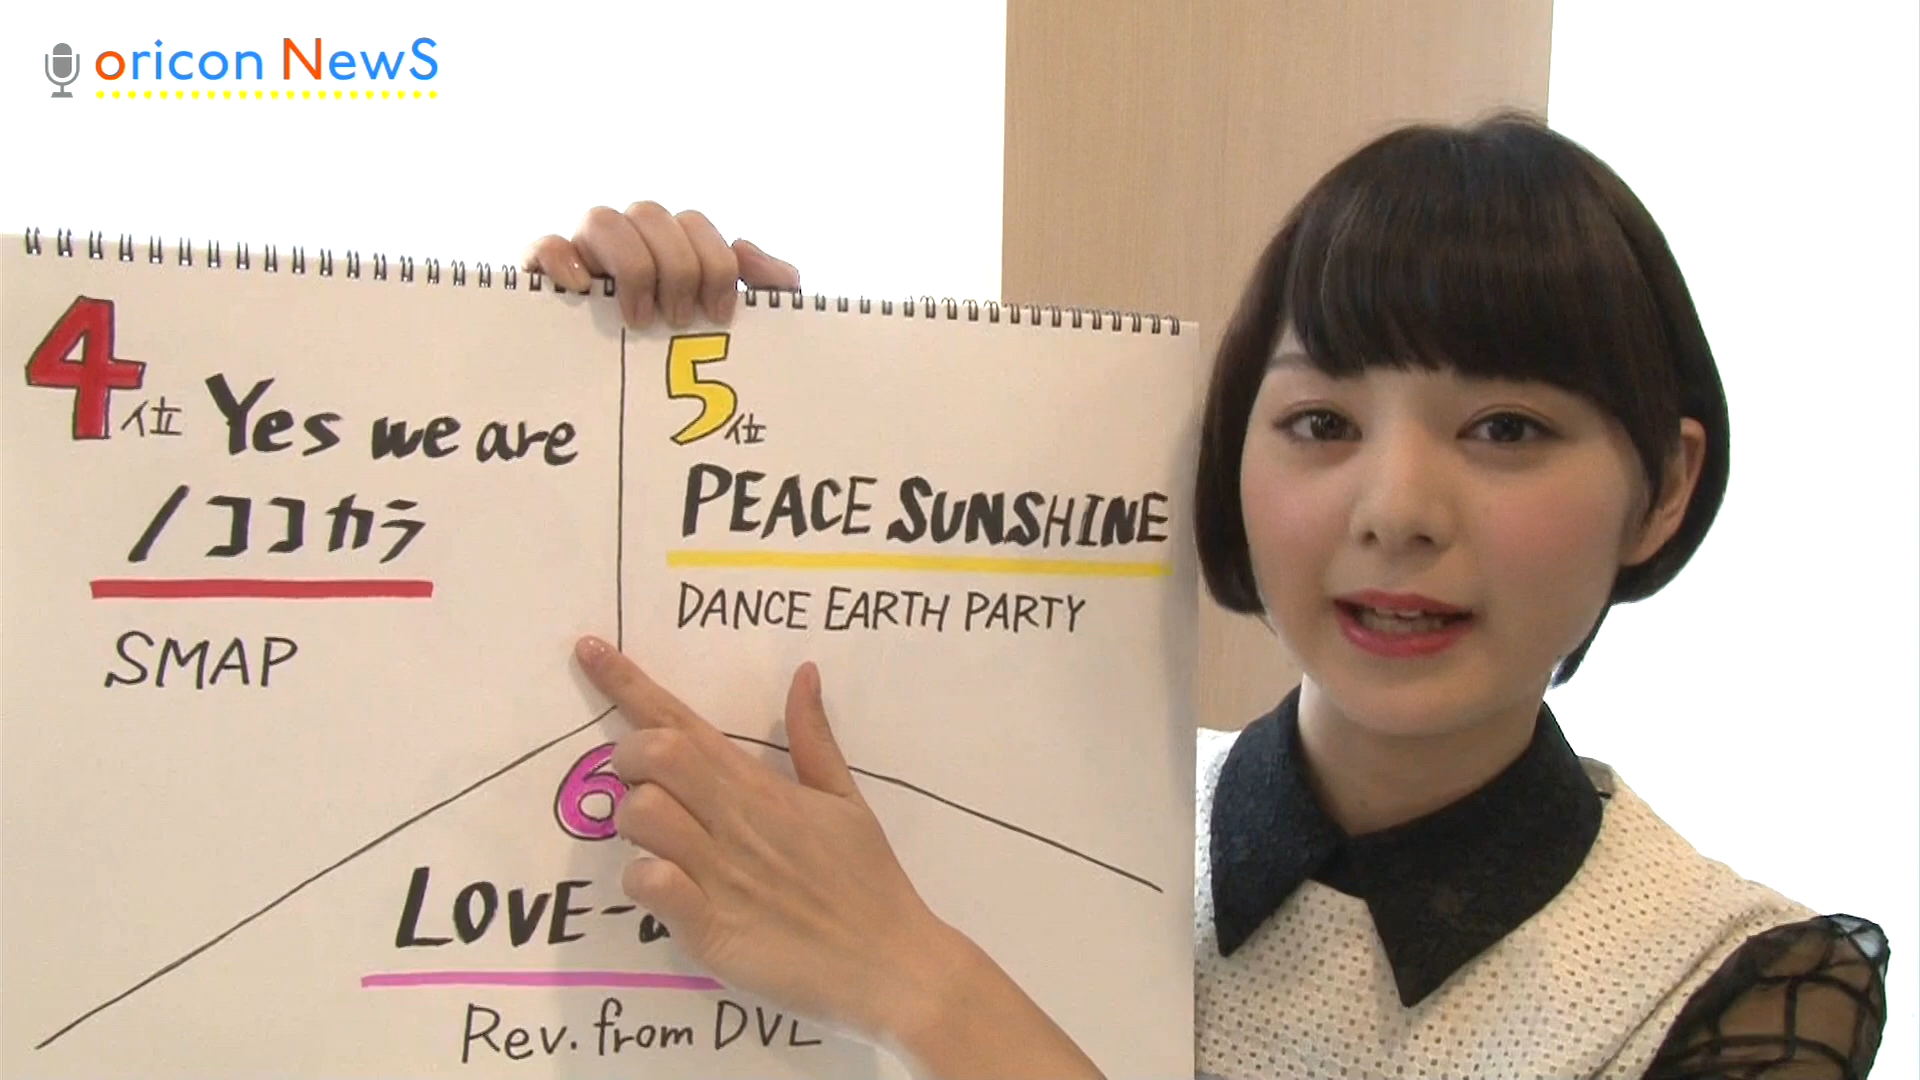 oricon NewS
4位 Yes we are
/ココカラ
SMAP
5位
PEACE SUNSHINE
DANCE EARTH PARTY
6
LOVE-
Rev. from DVL